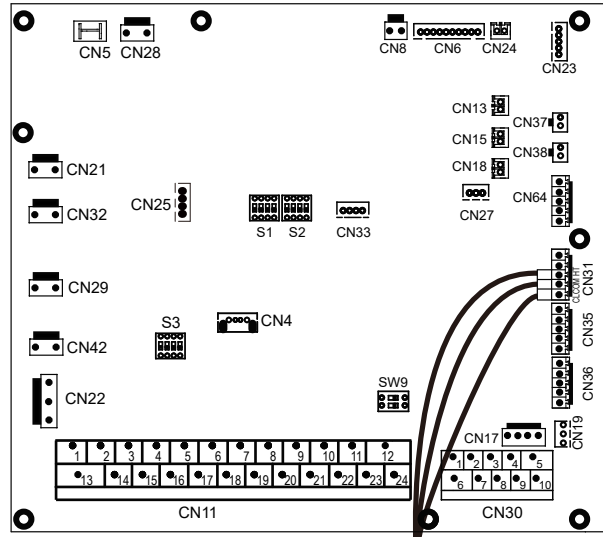 CN5
CN28
CN8
CN6
CN24
CN23
CN13
CN37
CN15
CN38
CN18
CN21
CN25
CN32
S1
S2
CN33
CN27
CN64
CN31
CL COM HT
CN29
CN4
CN35
S3
CN42
CN36
CN22
SW9
CN17
CN19
1 2 3 4 5 6 7 8 9 10 11 12
13 14 15 16 17 18 19 20 21 22 23 24
CN11
1 2 3 4 5
6 7 8 9 10
CN30